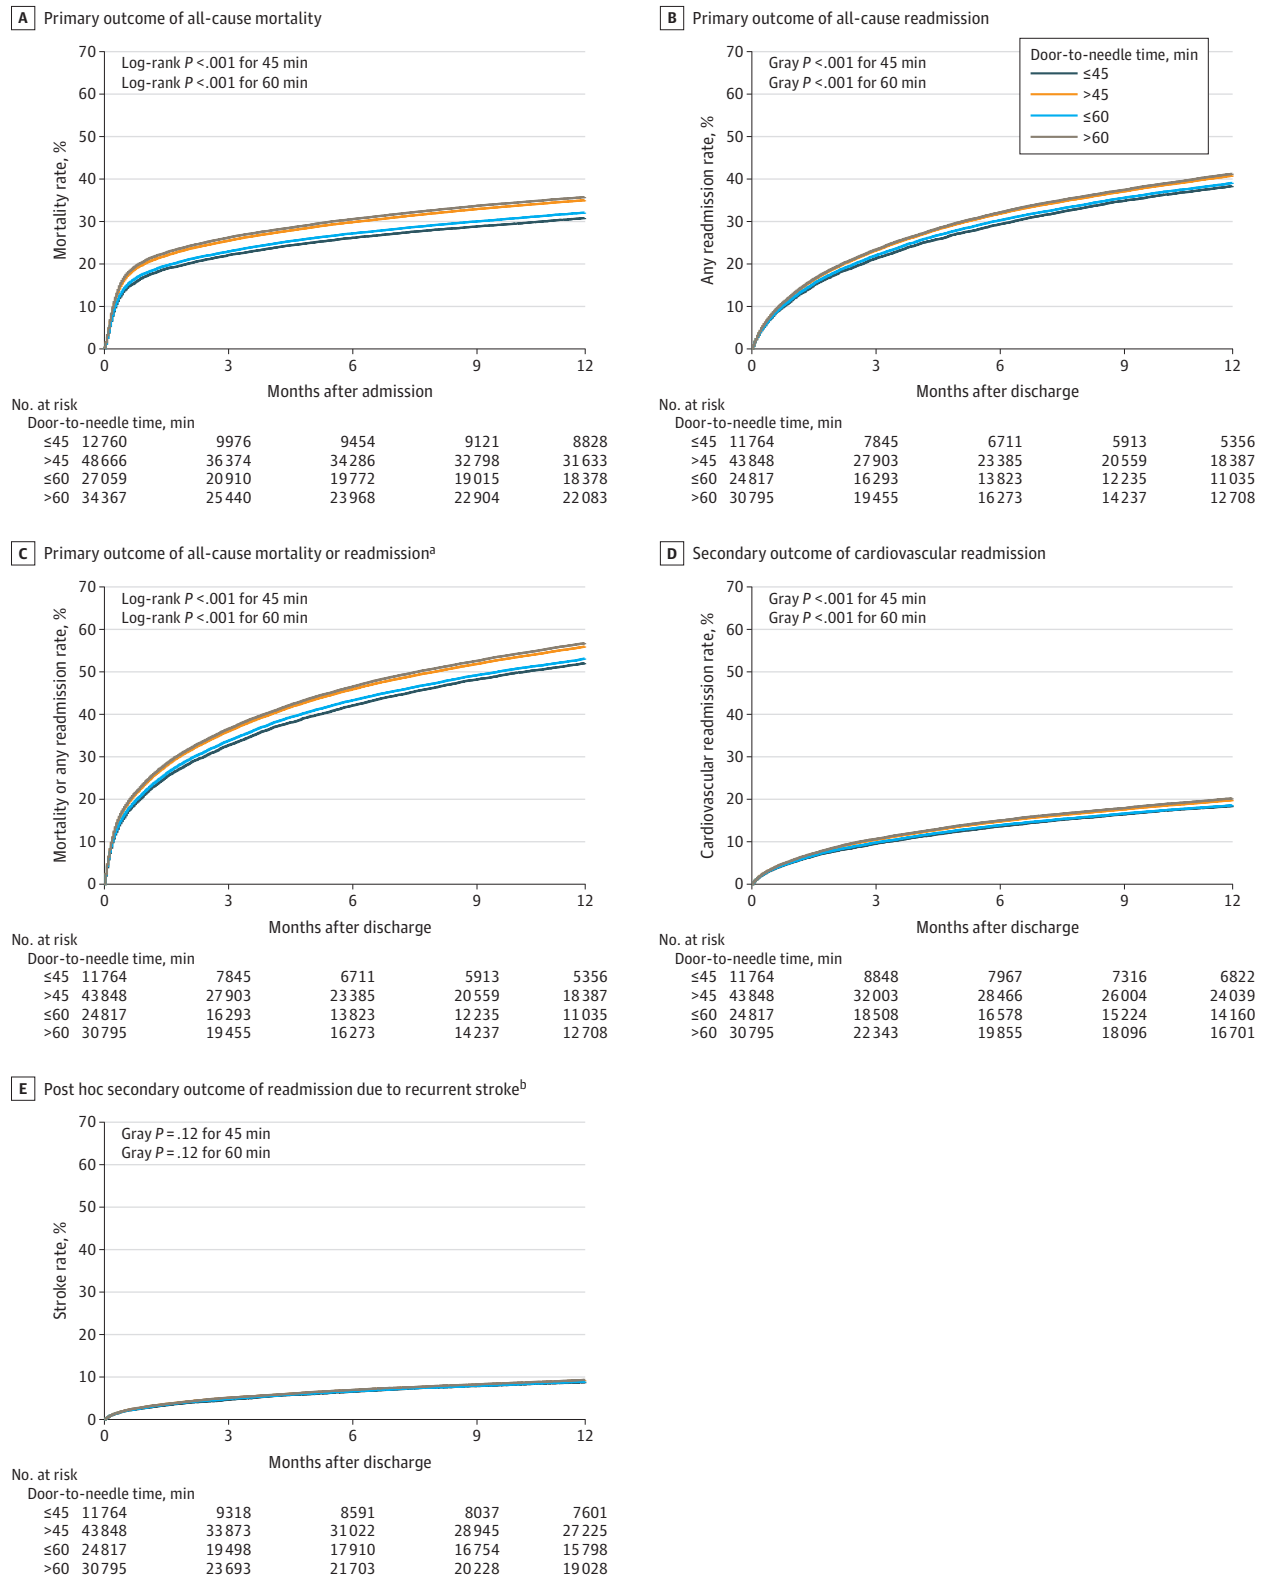 A Primary outcome of all-cause mortality
70
60
50
40
30
20
10
0
Mortality rate, %
Log-rank P <.001 for 45 min
Log-rank P <.001 for 60 min
0 3 6 9 12
Months after admission
No. at risk
Door-to-needle time, min
≤45 12760 9976 9454 9121 8828
>45 48666 36374 34286 32798 31633
≤60 27059 20910 19772 19015 18378
>60 34367 25440 23968 22904 22083
B Primary outcome of all-cause readmission
70
60
50
40
30
20
10
0
Any readmission rate, %
Gray P <.001 for 45 min
Gray P <.001 for 60 min
Door-to-needle time, min
≤45
>45
≤60
>60
0 3 6 9 12
Months after discharge
No. at risk
Door-to-needle time, min
≤45 11764 7845 6711 5913 5356
>45 43848 27903 23385 20559 18387
≤60 24817 16293 13823 12235 11035
>60 30795 19455 16273 14237 12708
C Primary outcome of all-cause mortality or readmissionᵃ
70
60
50
40
30
20
10
0
Mortality or any readmission rate, %
Log-rank P <.001 for 45 min
Log-rank P <.001 for 60 min
0 3 6 9 12
Months after discharge
No. at risk
Door-to-needle time, min
≤45 11764 7845 6711 5913 5356
>45 43848 27903 23385 20559 18387
≤60 24817 16293 13823 12235 11035
>60 30795 19455 16273 14237 12708
D Secondary outcome of cardiovascular readmission
70
60
50
40
30
20
10
0
Cardiovascular readmission rate, %
Gray P <.001 for 45 min
Gray P <.001 for 60 min
0 3 6 9 12
Months after discharge
No. at risk
Door-to-needle time, min
≤45 11764 8848 7967 7316 6822
>45 43848 32003 28466 26004 24039
≤60 24817 18508 16578 15224 14160
>60 30795 22343 19855 18096 16701
E Post hoc secondary outcome of readmission due to recurrent strokeᵇ
70
60
50
40
30
20
10
0
Stroke rate, %
Gray P = .12 for 45 min
Gray P = .12 for 60 min
0 3 6 9 12
Months after discharge
No. at risk
Door-to-needle time, min
≤45 11764 9318 8591 8037 7601
>45 43848 33873 31022 28945 27225
≤60 24817 19498 17910 16754 15798
>60 30795 23693 21703 20228 19028